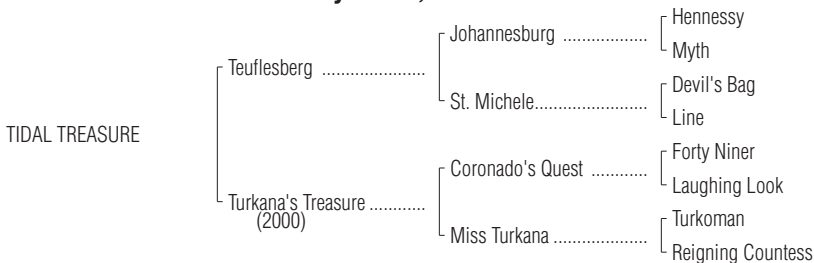 Hennessy
Johannesburg ..................
Myth
Teuflesberg ......................
Devil's Bag
St. Michele........................
Line
TIDAL TREASURE
Forty Niner
Coronado's Quest ............
Laughing Look
Turkana's Treasure ............
(2000)
Turkoman
Miss Turkana ....................
Reigning Countess